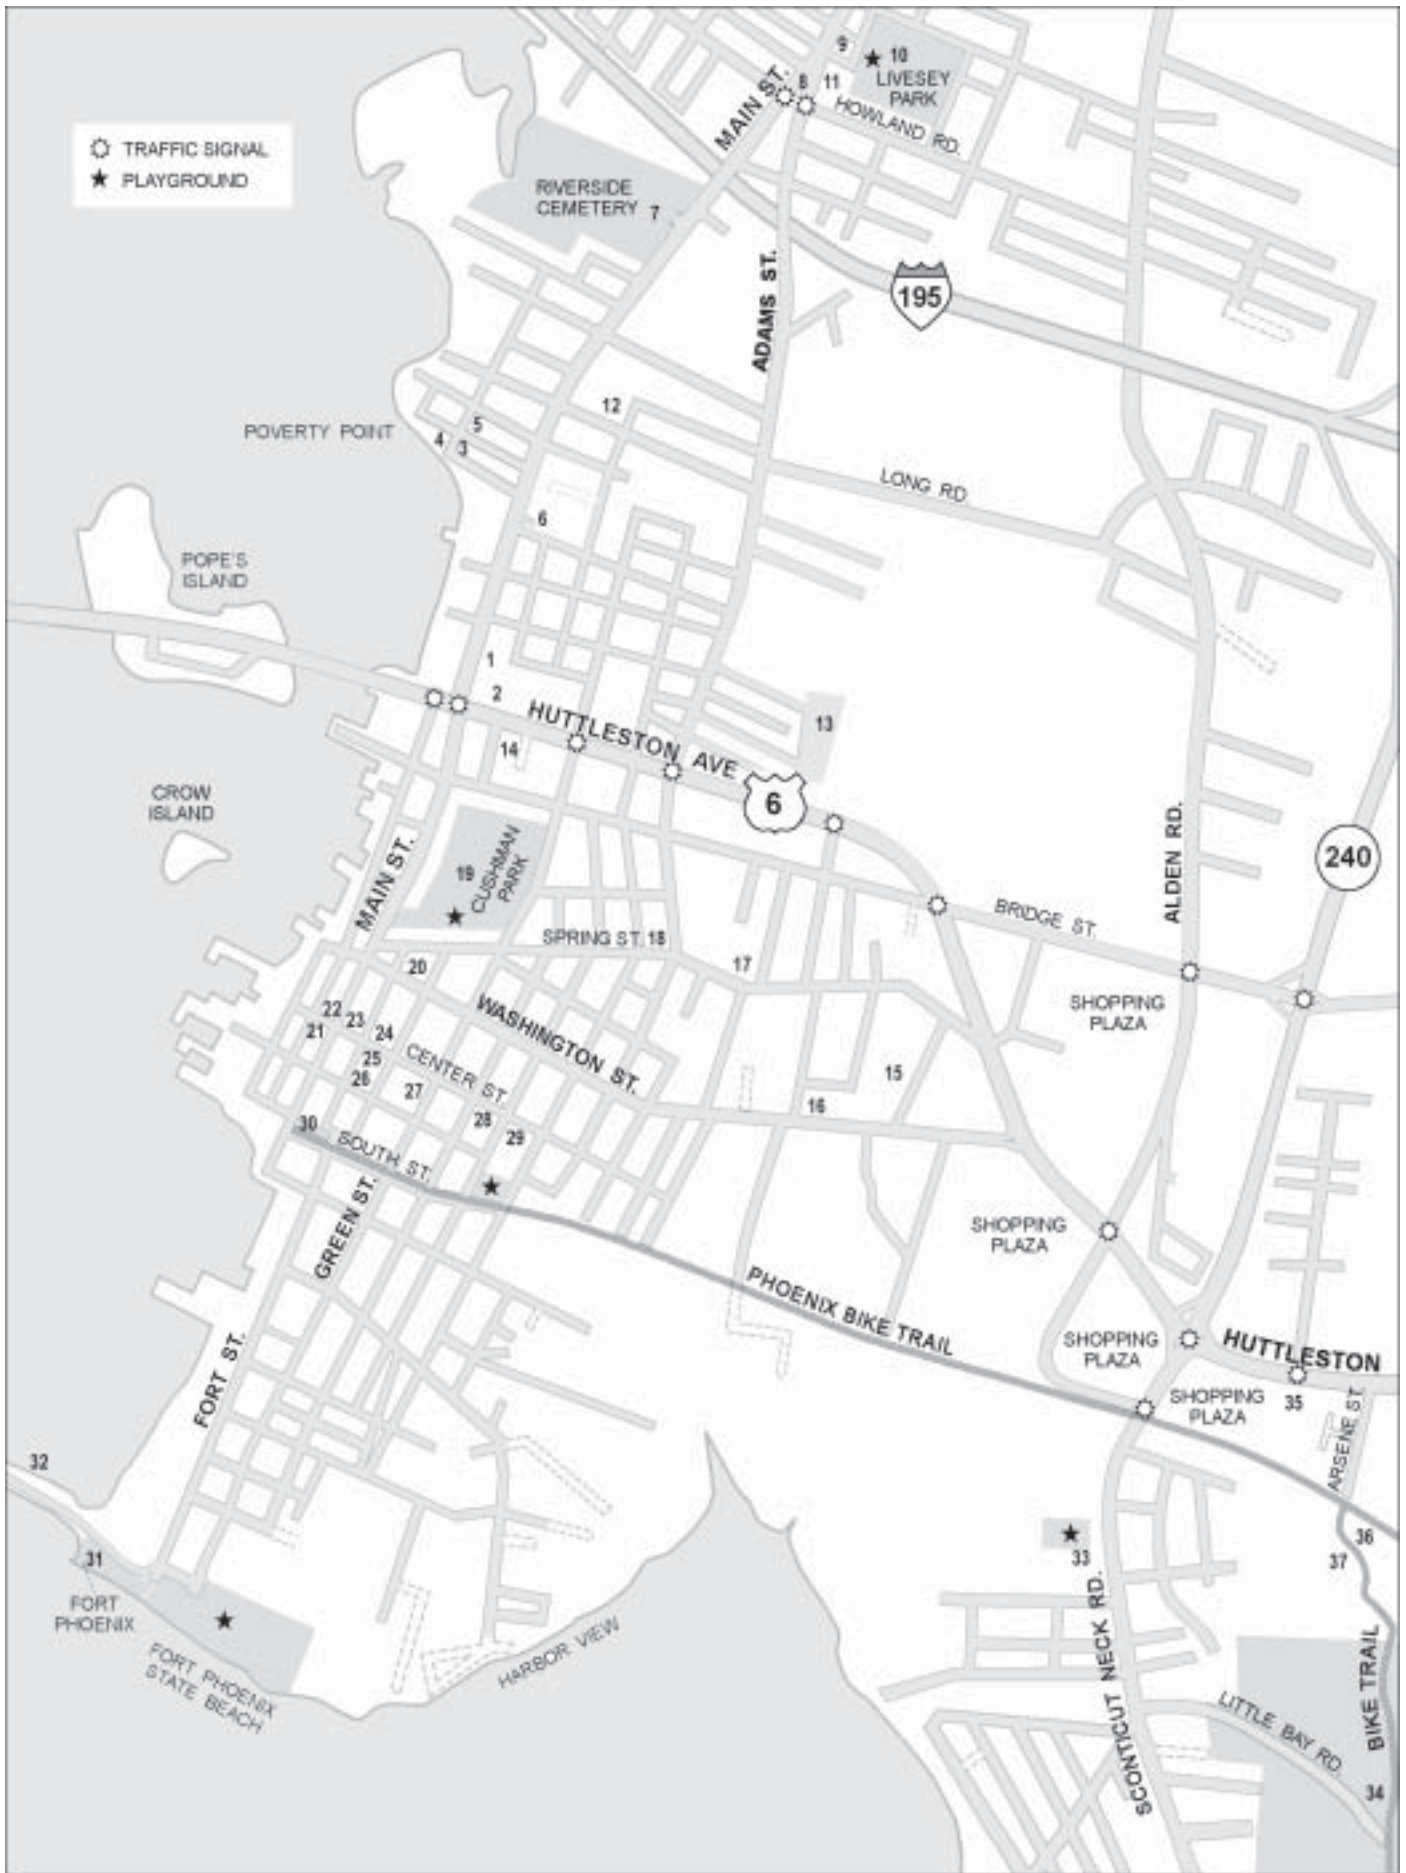 TRAFFIC SIGNAL
PLAYGROUND
9
10
LIVESEY
PARK
8
11
MAIN ST.
HOWLAND RD.
RIVERSIDE
CEMETERY
7
ADAMS ST.
195
12
5
4
3
POVERTY POINT
LONG RD.
6
POPE'S
ISLAND
1
2
HUTTLESTON AVE
13
14
6
CROW
ISLAND
ALDEN RD.
240
MAIN ST.
19
CUSHMAN
PARK
BRIDGE ST.
SPRING ST.
18
17
20
SHOPPING
PLAZA
WASHINGTON ST.
22
23
21
24
25
26
CENTER ST.
27
28
29
15
16
30
SOUTH ST.
GREEN ST.
SHOPPING
PLAZA
PHOENIX BIKE TRAIL
SHOPPING
PLAZA
HUTTLESTON
FORT ST.
SHOPPING
PLAZA
35
ARSENE ST.
32
31
FORT
PHOENIX
33
36
37
FORT PHOENIX
STATE BEACH
HARBOR VIEW
SCONTICUT NECK RD.
BIKE TRAIL
LITTLE BAY RD.
34